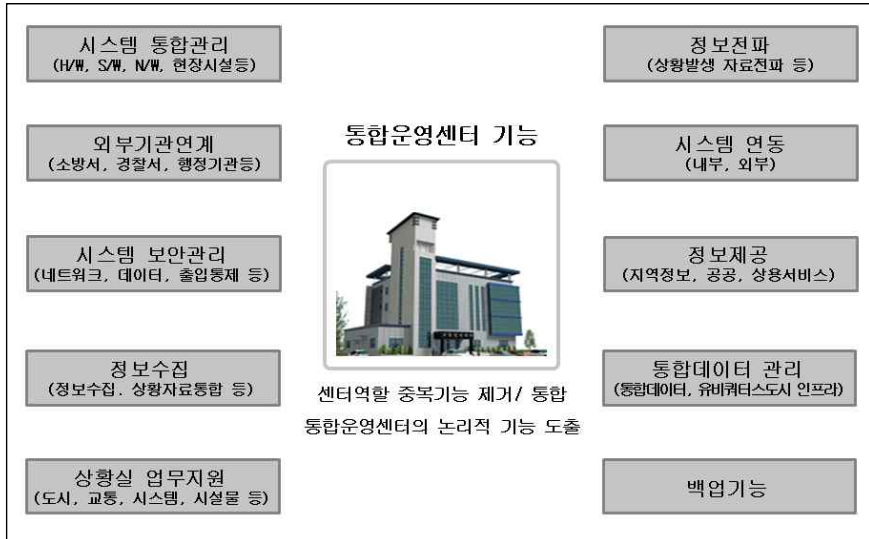 시스템 통합관리
(H/W, S/W, N/W, 현장시설등)
외부기관연계
(소방서, 경찰서, 행정기관등)
시스템 보안관리
(네트워크, 데이터, 출입통제 등)
정보수집
(정보수집. 상황자료통합 등)
상황실 업무지원
(도시, 교통, 시스템, 시설물 등)
통합운영센터 기능
센터역할 중복기능 제거/ 통합
통합운영센터의 논리적 기능 도출
정보전파
(상황발생 자료전파 등)
시스템 연동
(내부, 외부)
정보제공
(지역정보, 공공, 상용서비스)
통합데이터 관리
(통합데이터, 유비쿼터스도시 인프라)
백업기능